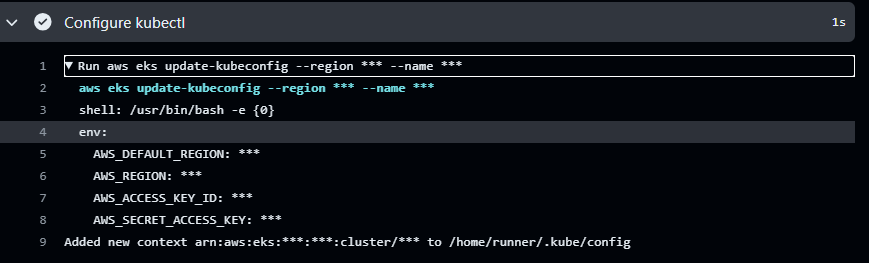 Configure kubectl
1s
1 Run aws eks update-kubeconfig --region *** --name ***
2 aws eks update-kubeconfig --region *** --name ***
3 shell: /usr/bin/bash -e {0}
4 env:
5 AWS_DEFAULT_REGION: ***
6 AWS_REGION: ***
7 AWS_ACCESS_KEY_ID: ***
8 AWS_SECRET_ACCESS_KEY: ***
9 Added new context arn:aws:eks:***:***:cluster/*** to /home/runner/.kube/config